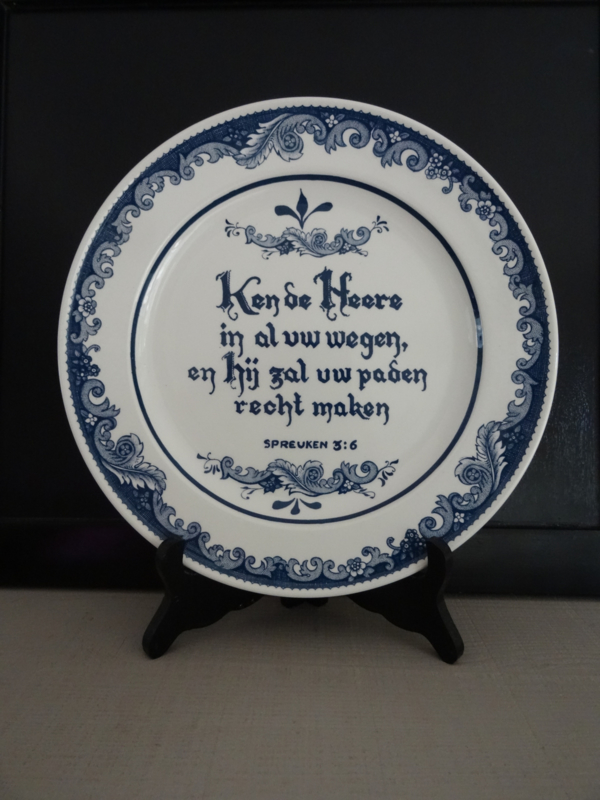 Ken de Heere
in al uw wegen,
en hij zal uw paden
recht maken
SPREUKEN 3:6